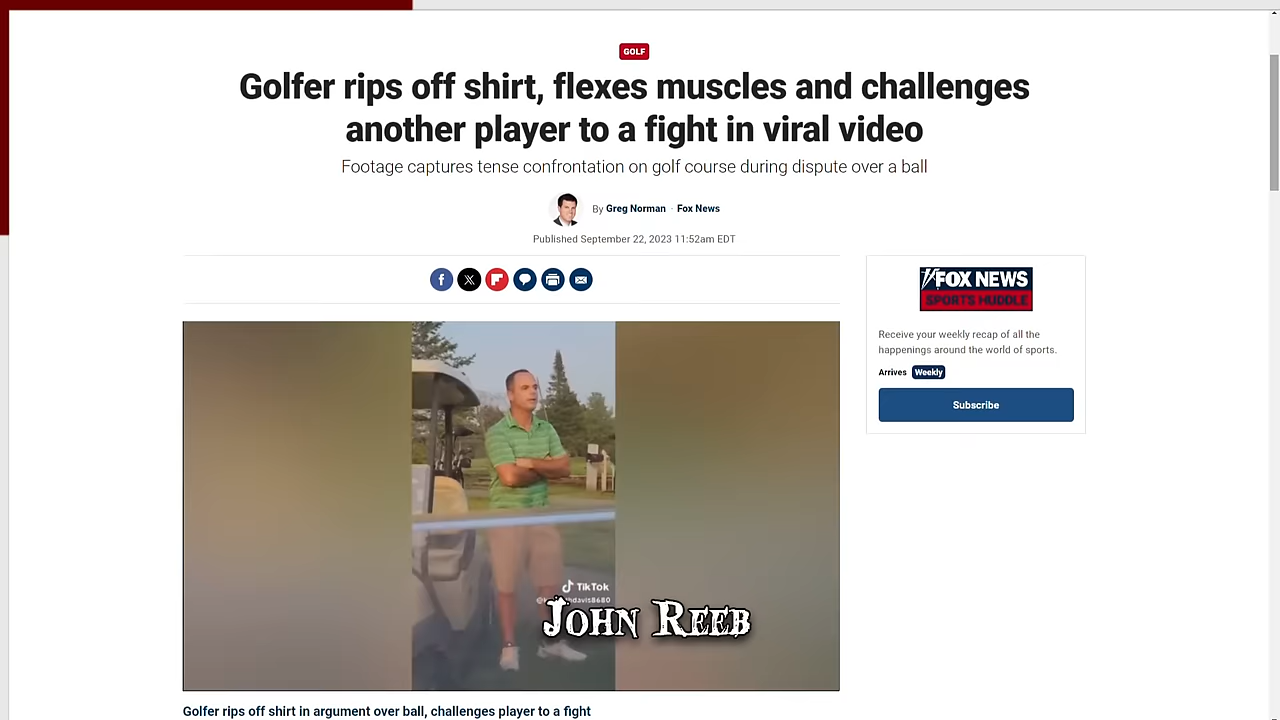 GOLF
Golfer rips off shirt, flexes muscles and challenges
another player to a fight in viral video
Footage captures tense confrontation on golf course during dispute over a ball
By Greg Norman · Fox News
Published September 22, 2023 11:52am EDT
FOX NEWS
SPORTS HUDDLE
Receive your weekly recap of all the
happenings around the world of sports.
Arrives Weekly
Subscribe
TikTok
JOHN REEB
Golfer rips off shirt in argument over ball, challenges player to a fight